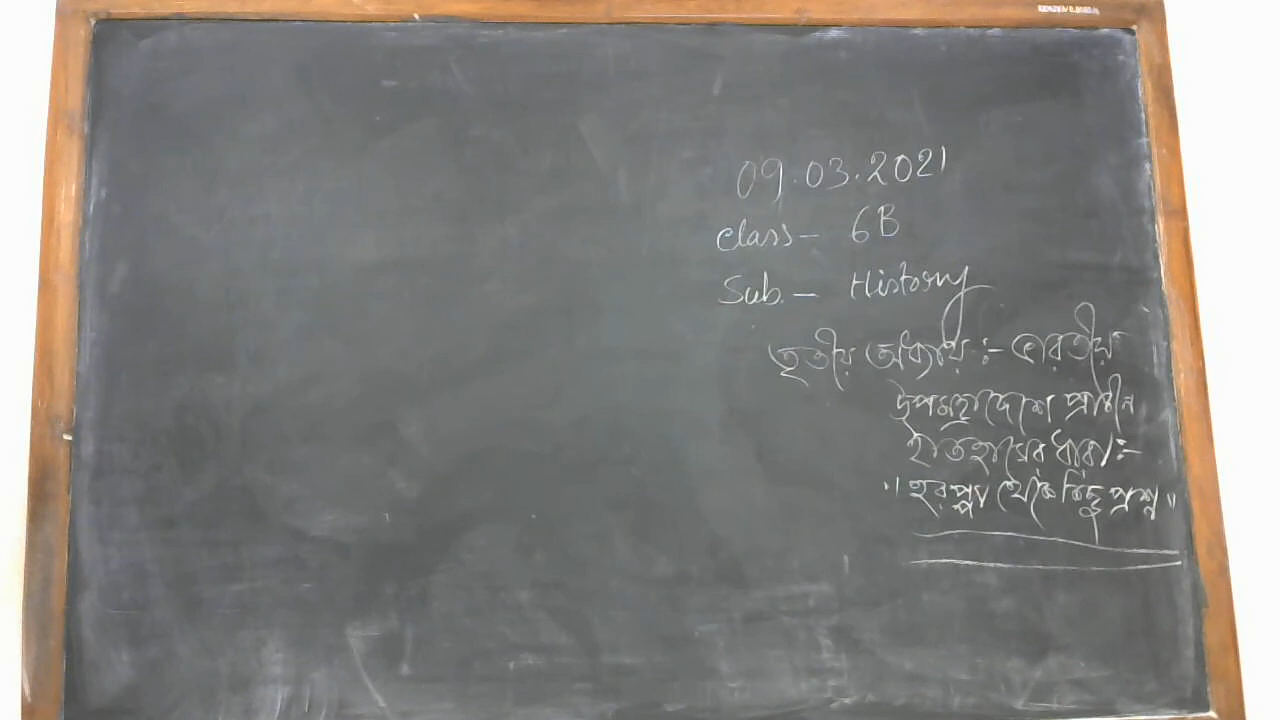 09.03.2021
Class - 6B
Sub. - History
তৃতীয় অধ্যায় :- ভারতীয়
উপমহাদেশে প্রাচীন
ইতিহাসের ধারা :-
"হরপ্পা থেকে কিছু প্রশ্ন"